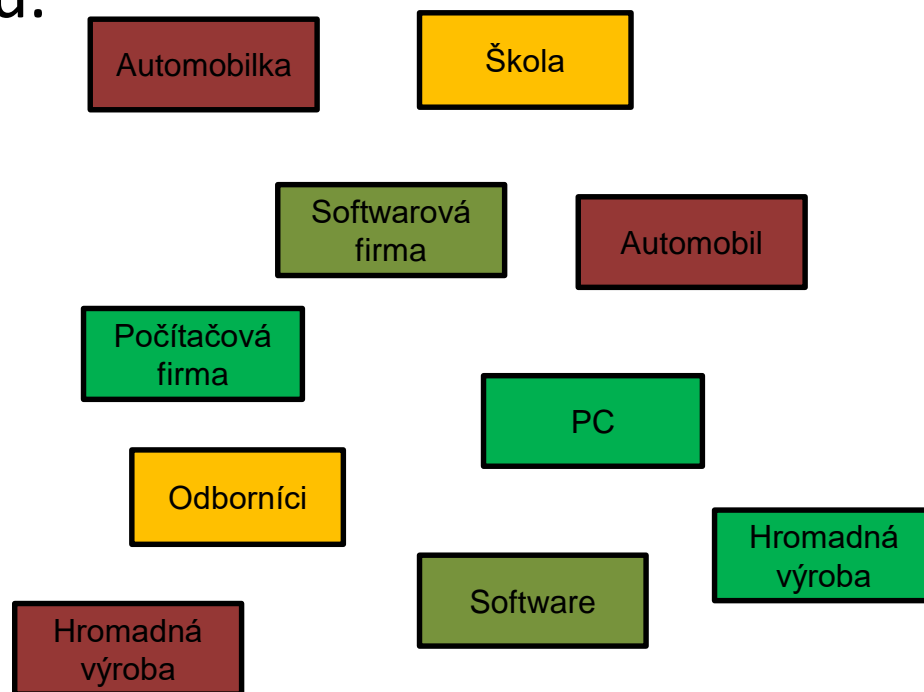 Automobilka
Škola
Softwarová
firma
Automobil
Počítačová
firma
PC
Odborníci
Hromadná
výroba
Software
Hromadná
výroba